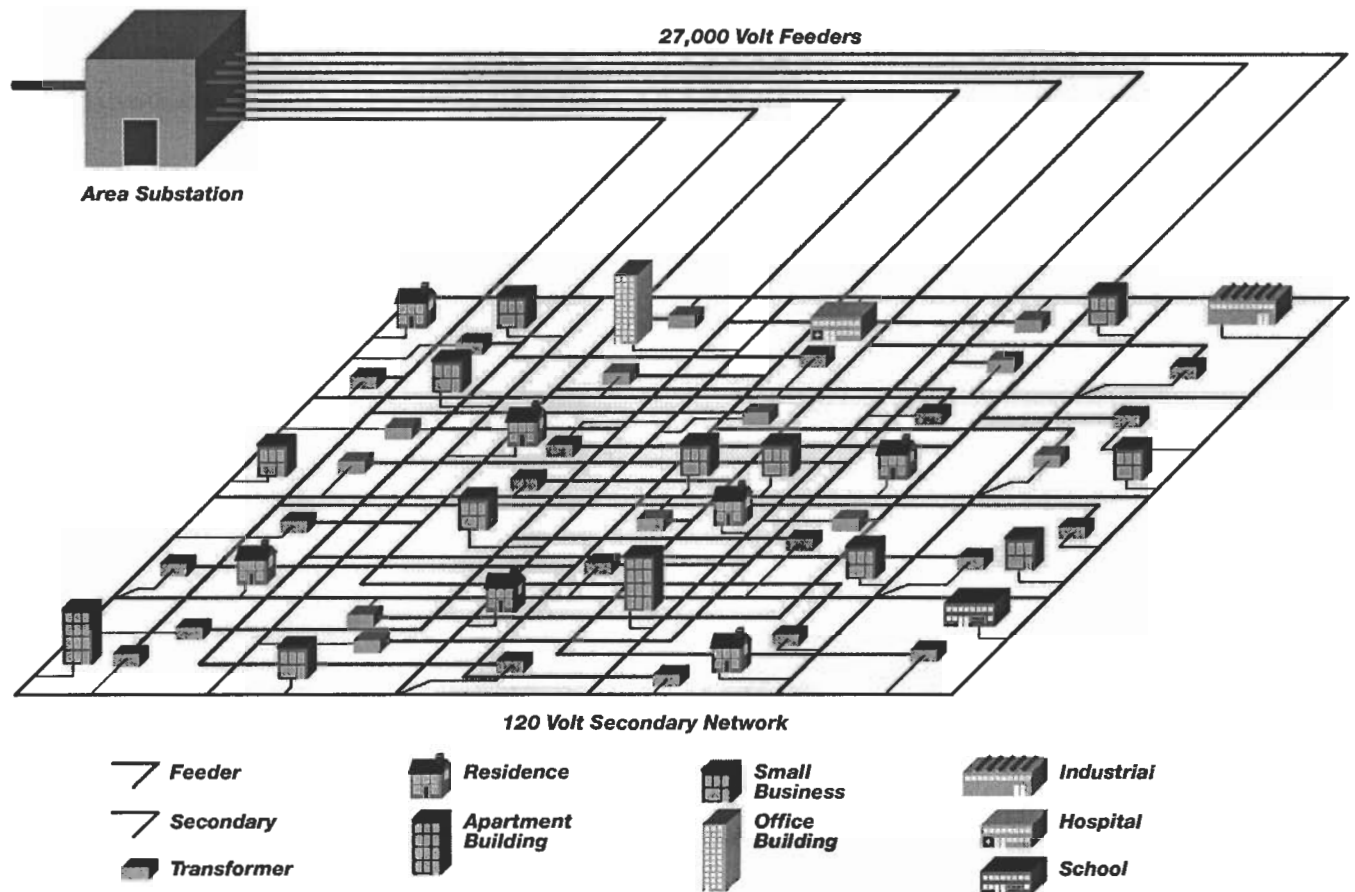 27,000 Volt Feeders
Area Substation
120 Volt Secondary Network
Feeder
Residence
Small
Business
Industrial
Secondary
Apartment
Building
Office
Building
Hospital
Transformer
School